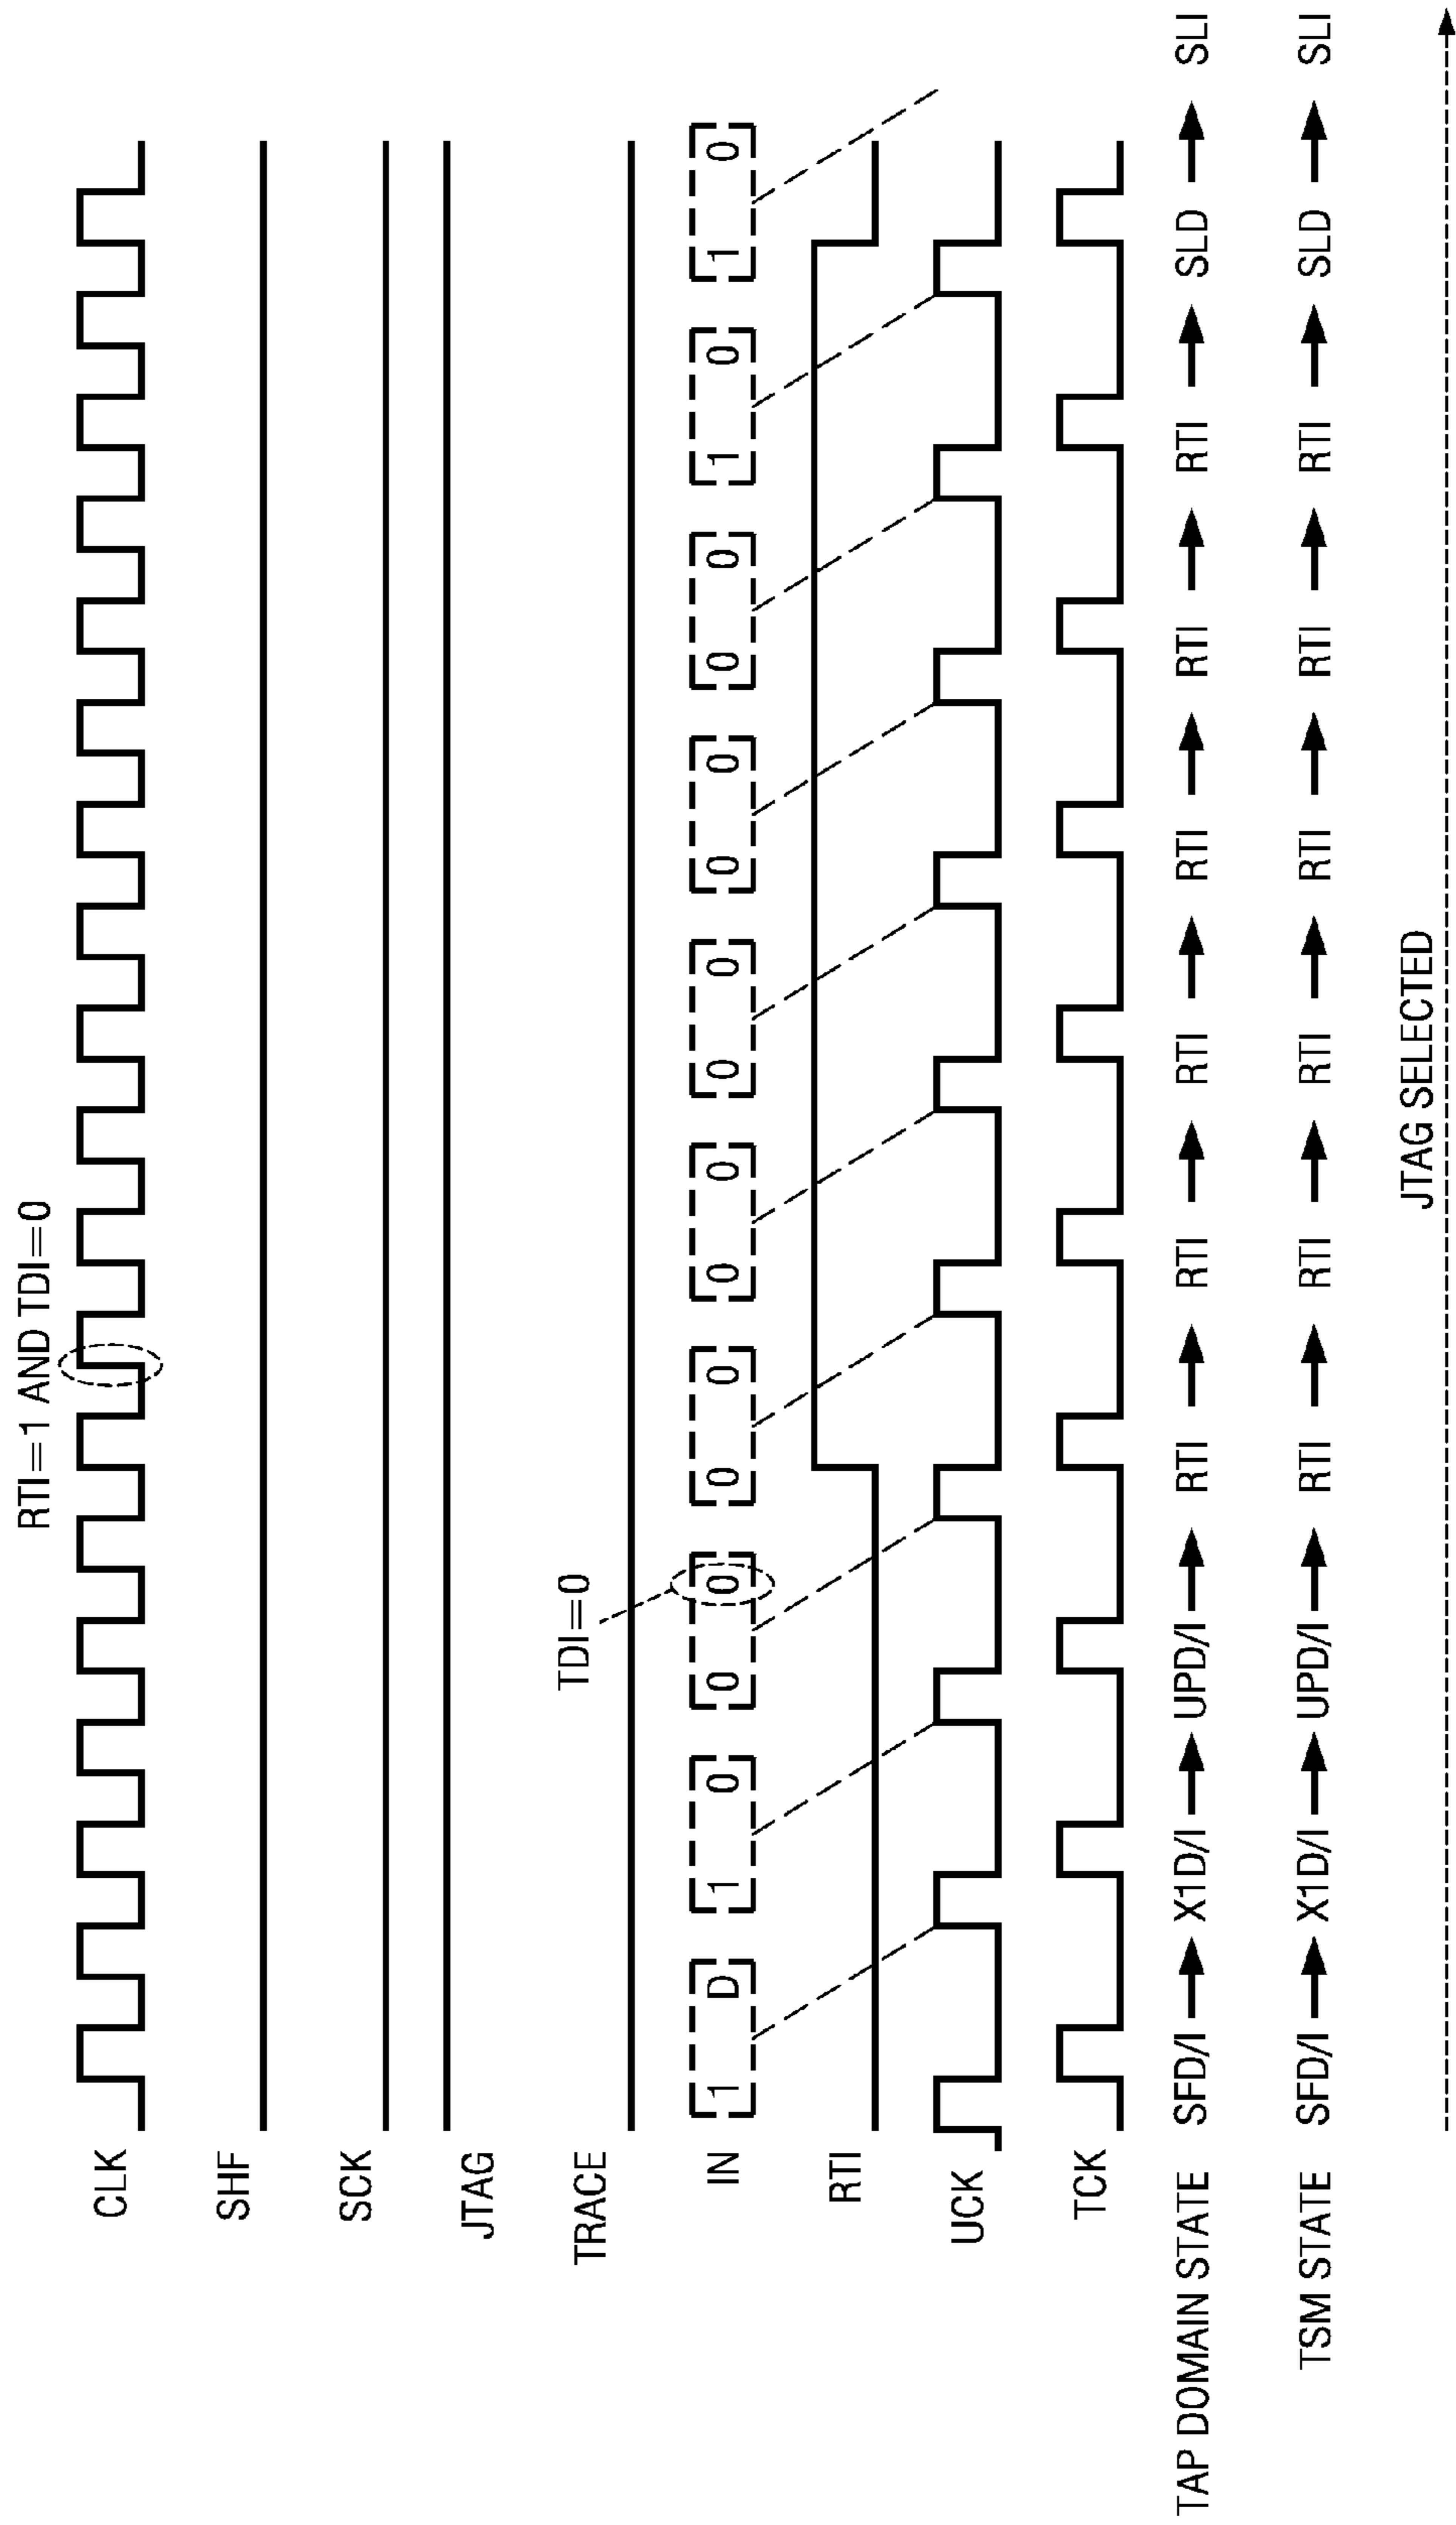 RTI=1 AND TDI=0
CLK
SHF
SCK
JTAG
TDI=0
TRACE
IN 1 D 1 0 0 0 0 0 0 0 0 0 0 0 0 0 1 0 1 0
RTI
UCK
TCK
TAP DOMAIN STATE SFD/I → X1D/I → UPD/I → RTI → RTI → RTI → RTI → RTI → RTI → SLD → SLI
TSM STATE SFD/I → X1D/I → UPD/I → RTI → RTI → RTI → RTI → RTI → RTI → SLD → SLI
JTAG SELECTED